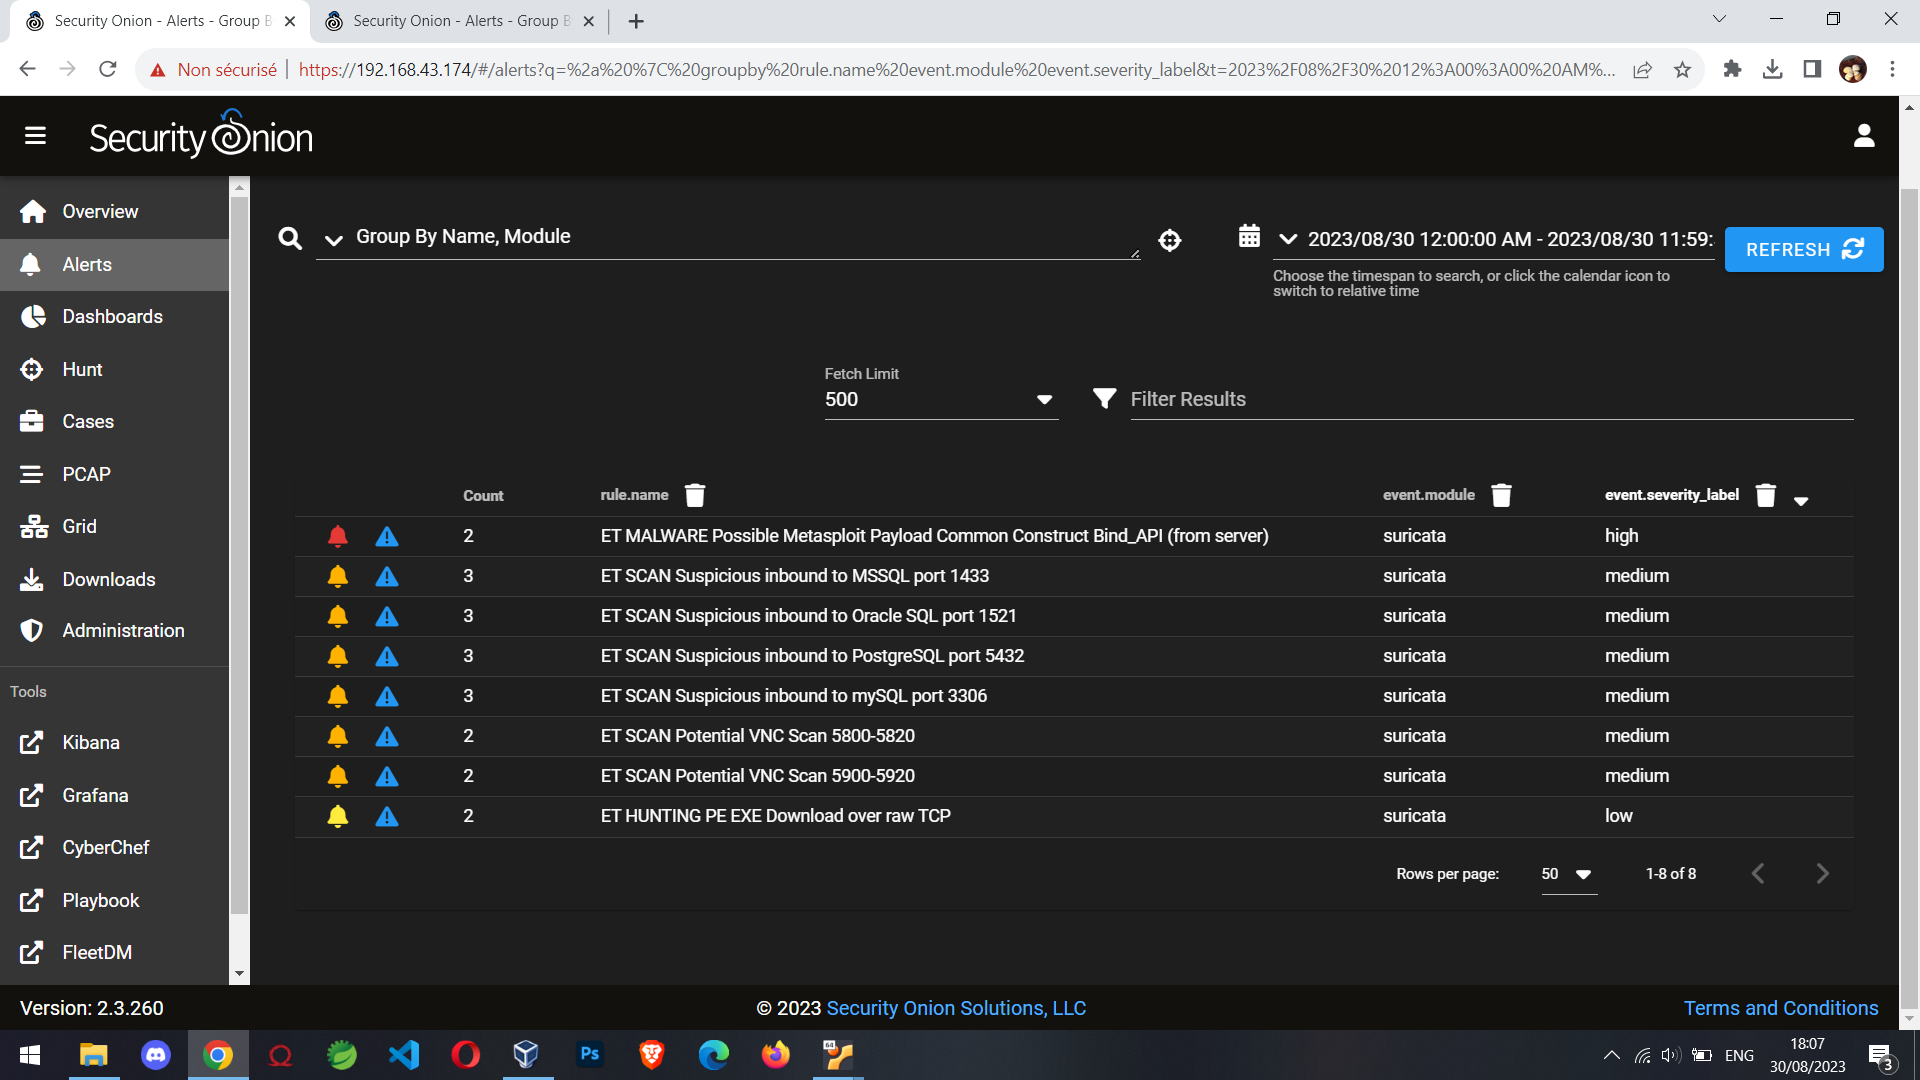 Security Onion - Alerts - Group B
Security Onion - Alerts - Group B
Non sécurisé
https://192.168.43.174/#/alerts?q=%2a%20%7C%20groupby%20rule.name%20event.module%20event.severity_label&t=2023%2F08%2F30%2012%3A00%3A00%20AM%...
Security Onion
Overview
Alerts
Dashboards
Hunt
Cases
PCAP
Grid
Downloads
Administration
Tools
Kibana
Grafana
CyberChef
Playbook
FleetDM
Group By Name, Module
2023/08/30 12:00:00 AM - 2023/08/30 11:59:
REFRESH
Choose the timespan to search, or click the calendar icon to
switch to relative time
Fetch Limit
500
Filter Results
Count rule.name event.module event.severity_label
2 ET MALWARE Possible Metasploit Payload Common Construct Bind_API (from server) suricata high
3 ET SCAN Suspicious inbound to MSSQL port 1433 suricata medium
3 ET SCAN Suspicious inbound to Oracle SQL port 1521 suricata medium
3 ET SCAN Suspicious inbound to PostgreSQL port 5432 suricata medium
3 ET SCAN Suspicious inbound to mySQL port 3306 suricata medium
2 ET SCAN Potential VNC Scan 5800-5820 suricata medium
2 ET SCAN Potential VNC Scan 5900-5920 suricata medium
2 ET HUNTING PE EXE Download over raw TCP suricata low
Rows per page: 50 1-8 of 8
Version: 2.3.260
© 2023 Security Onion Solutions, LLC
Terms and Conditions
Ps
64
ENG
18:07
30/08/2023
3